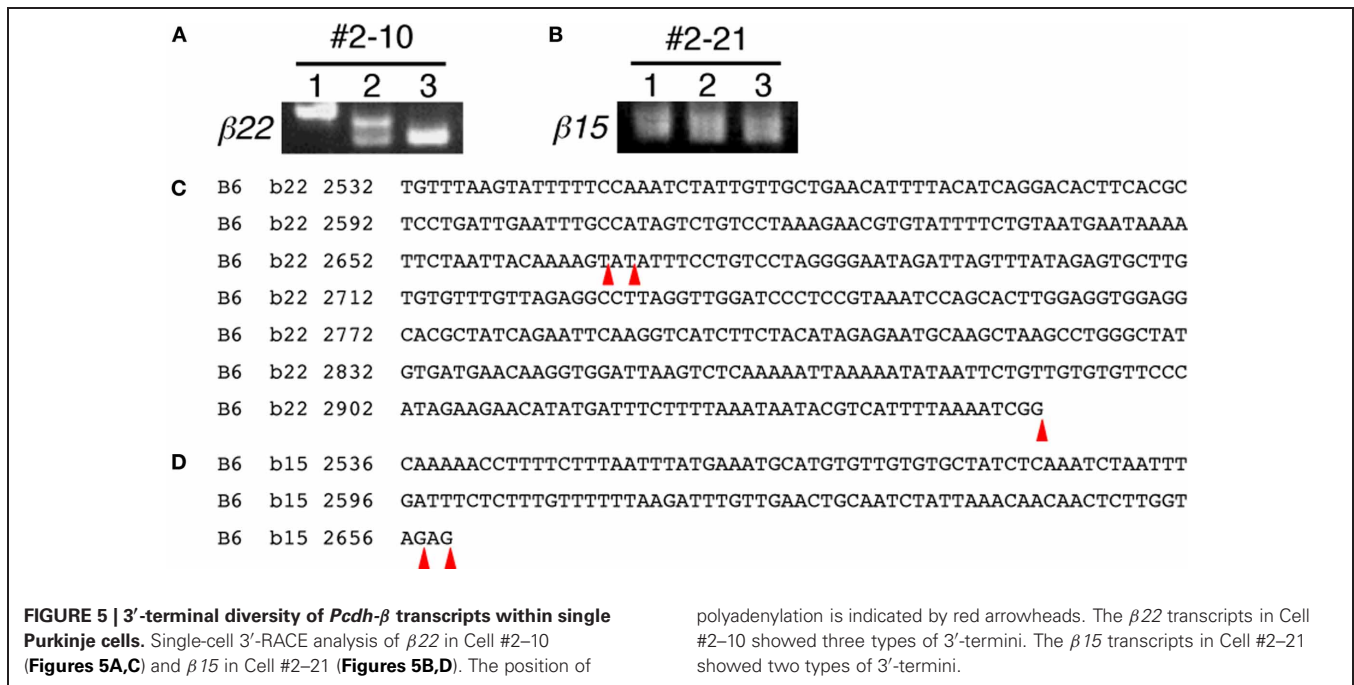 A #2-10 B #2-21
1 2 3 1 2 3
β22 β15
C B6 b22 2532 TGTTTAAGTATTTTTCCAAATCTATTGTTGCTGAACATTTTACATCAGGACACTTCACGC
B6 b22 2592 TCCTGATTGAATTTGCCATAGTCTGTCCTAAAGAACGTGTATTTTCTGTAATGAATAAAA
B6 b22 2652 TTCTAATTACAAAAGTATATTTCCTGTCCTAGGGGAATAGATTAGTTTATAGAGTGCTTG
B6 b22 2712 TGTGTTTGTTAGAGGCCTTAGGTTGGATCCCTCCGTAAATCCAGCACTTGGAGGTGGAGG
B6 b22 2772 CACGCTATCAGAATTCAAGGTCATCTTCTACATAGAGAATGCAAGCTAAGCCTGGGCTAT
B6 b22 2832 GTGATGAACAAGGTGGATTAAGTCTCAAAAATTAAAAATATAATTCTGTTGTGTGTTCCC
B6 b22 2902 ATAGAAGAACATATGATTTCTTTTAAATAATACGTCATTTTAAAATCGG
D B6 b15 2536 CAAAAACCTTTTCTTTAATTTATGAAATGCATGTGTTGTGTGCTATCTCAAATCTAATTT
B6 b15 2596 GATTTCTCTTTGTTTTTTAAGATTTGTTGAACTGCAATCTATTAAACAACAACTCTTGGT
B6 b15 2656 AGAG
FIGURE 5 | 3′-terminal diversity of Pcdh-β transcripts within single
Purkinje cells. Single-cell 3′-RACE analysis of β22 in Cell #2–10
(Figures 5A,C) and β15 in Cell #2–21 (Figures 5B,D). The position of
polyadenylation is indicated by red arrowheads. The β22 transcripts in Cell
#2–10 showed three types of 3′-termini. The β15 transcripts in Cell #2–21
showed two types of 3′-termini.